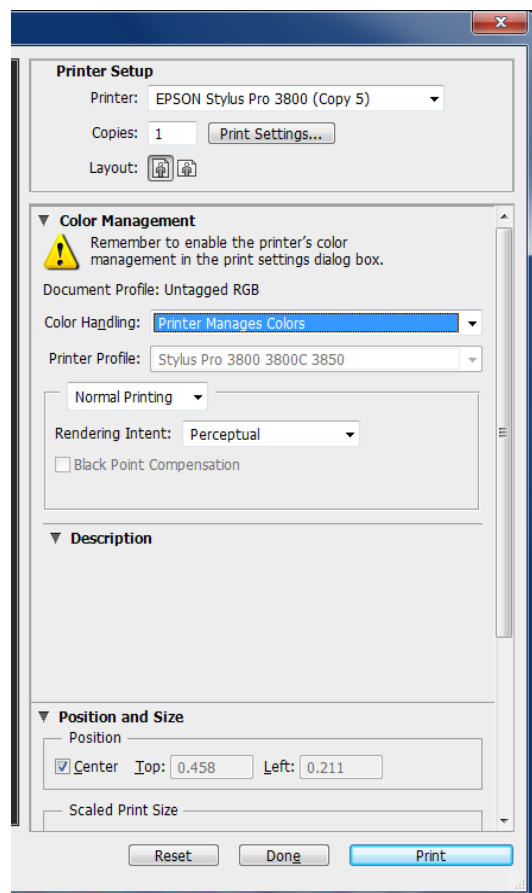 Printer Setup
Printer: EPSON Stylus Pro 3800 (Copy 5)
Copies: 1 Print Settings...
Layout:
Color Management
Remember to enable the printer's color
management in the print settings dialog box.
Document Profile: Untagged RGB
Color Handling: Printer Manages Colors
Printer Profile: Stylus Pro 3800 3800C 3850
Normal Printing
Rendering Intent: Perceptual
Black Point Compensation
Description
Position and Size
Position
Center Top: 0.458 Left: 0.211
Scaled Print Size
Reset Done Print